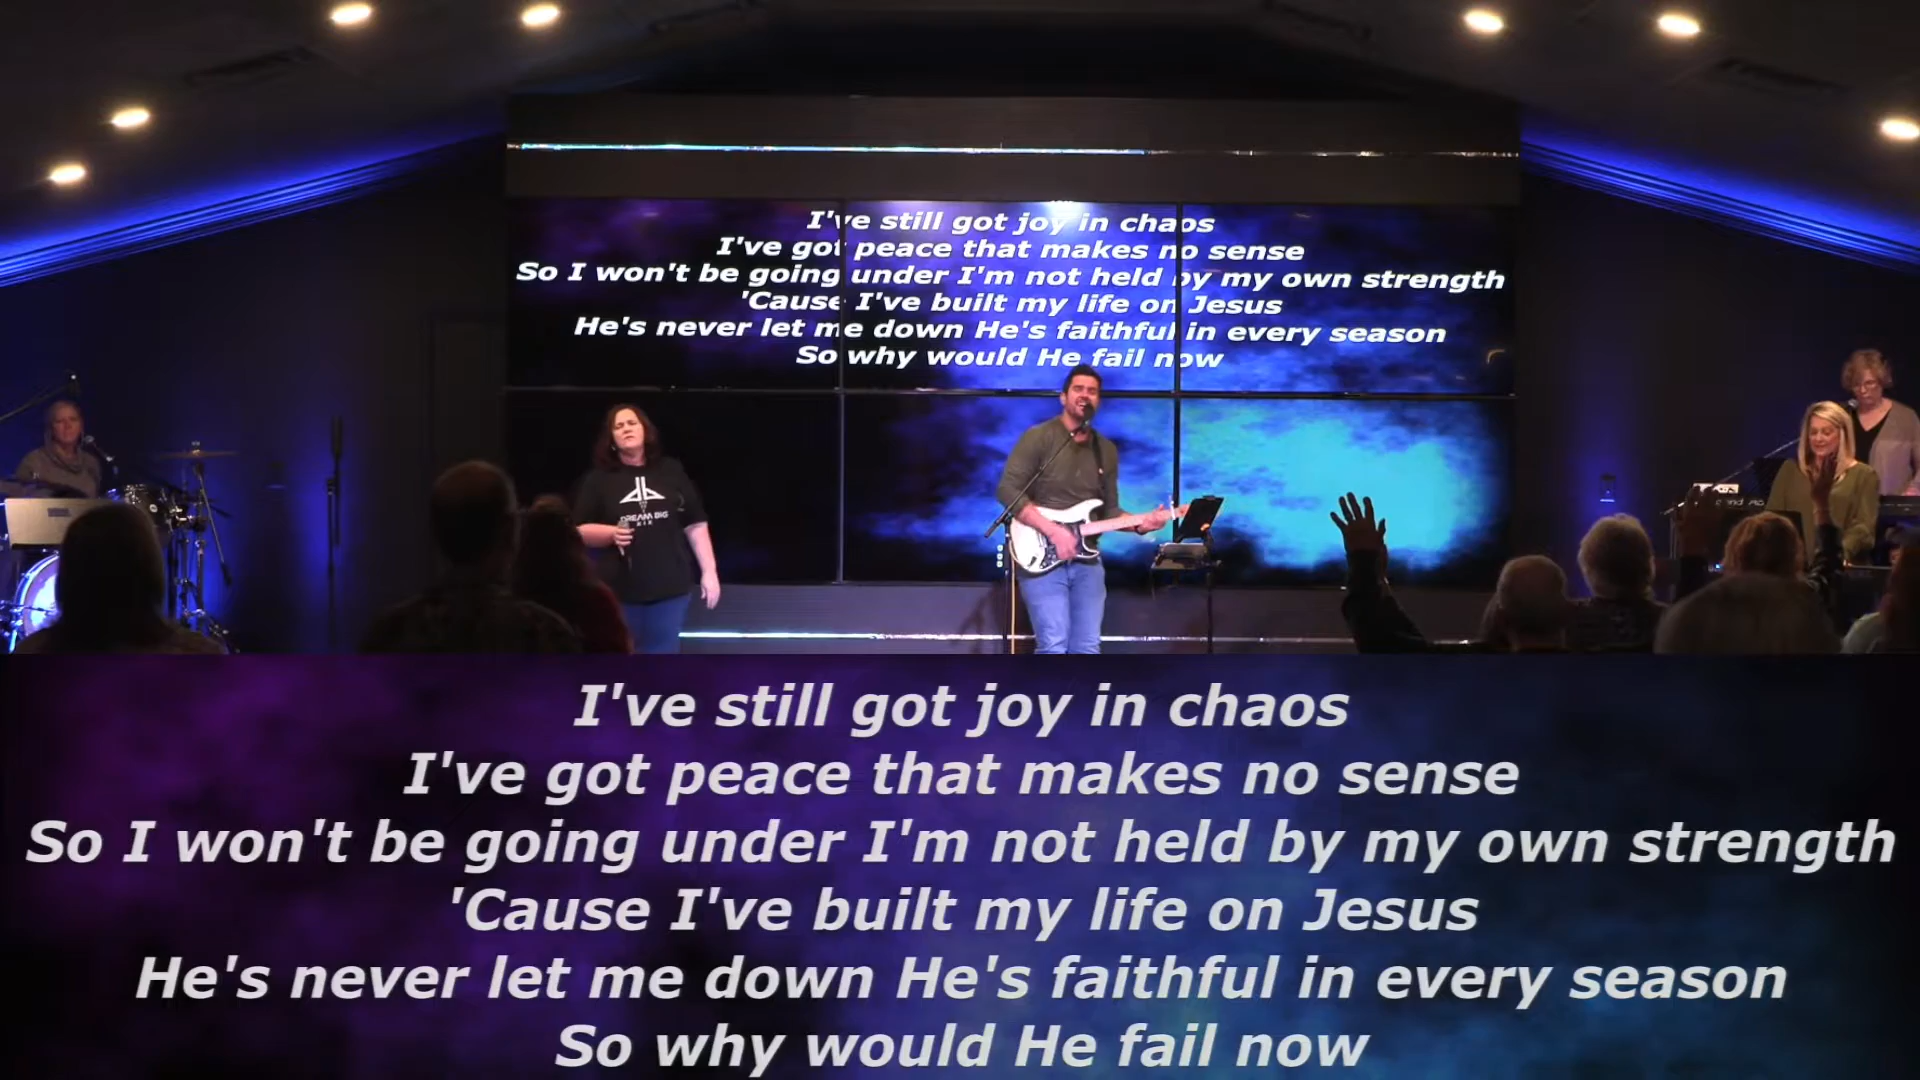 I've still got joy in chaos
I've got peace that makes no sense
So I won't be going under I'm not held by my own strength
'Cause I've built my life on Jesus
He's never let me down He's faithful in every season
So why would He fail now
DREAM BIG
I've still got joy in chaos
I've got peace that makes no sense
So I won't be going under I'm not held by my own strength
'Cause I've built my life on Jesus
He's never let me down He's faithful in every season
So why would He fail now